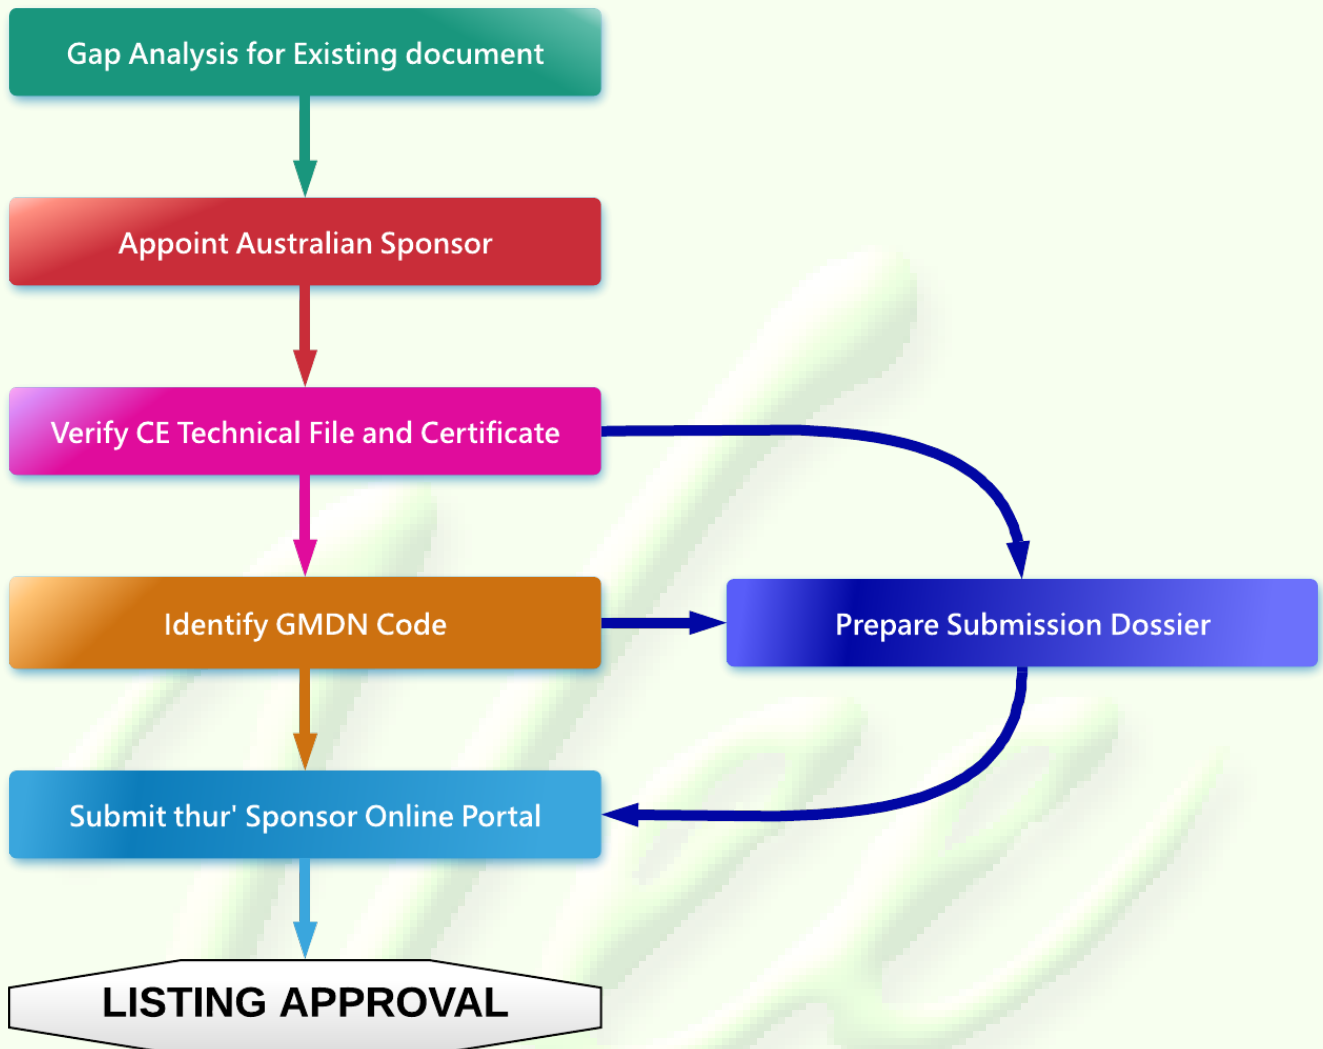 Gap Analysis for Existing document
Appoint Australian Sponsor
Verify CE Technical File and Certificate
Identify GMDN Code
Prepare Submission Dossier
Submit thur' Sponsor Online Portal
LISTING APPROVAL